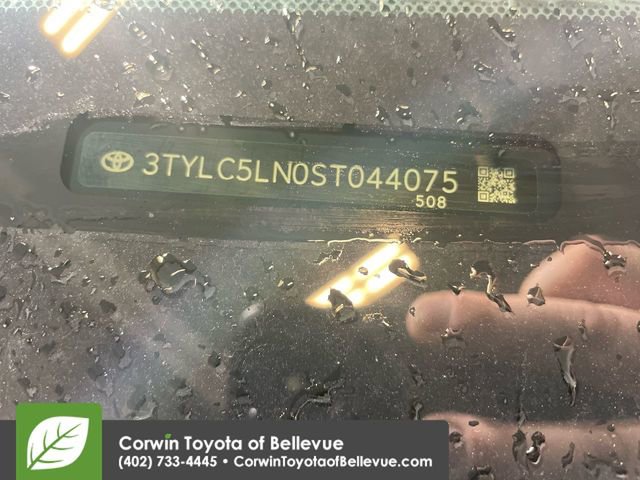 3TYLC5LN0ST044075
508
Corwin Toyota of Bellevue
(402) 733-4445 • CorwinToyotaofBellevue.com